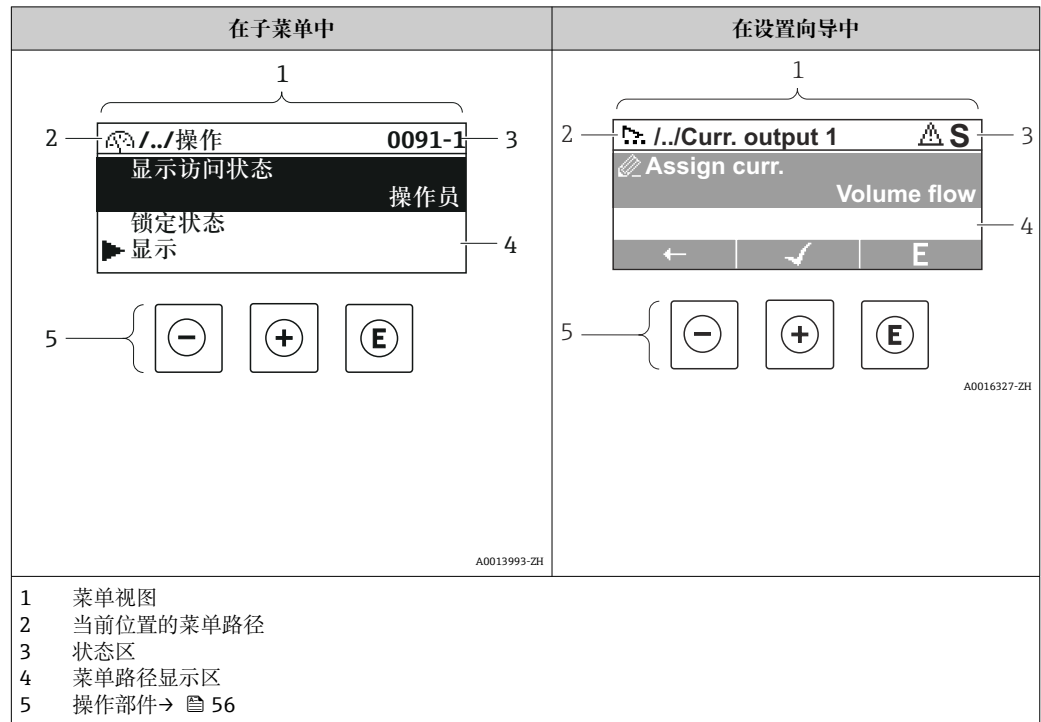 在子菜单中
在设置向导中
1
2
/../操作 0091-1
3
显示访问状态
操作员
锁定状态
显示
4
5
- + E
A0013993-ZH
1
2
/../Curr. output 1 S
3
Assign curr.
Volume flow
4
← ✓ E
5
- + E
A0016327-ZH
1 菜单视图
2 当前位置的菜单路径
3 状态区
4 菜单路径显示区
5 操作部件→ 56